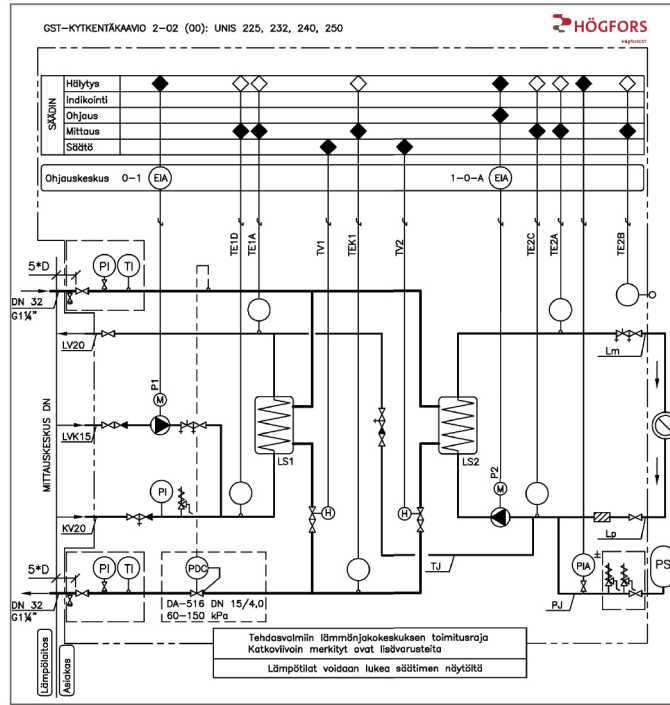 GST-KYTKENTÄKAAVIO 2-02 (00): UNIS 225, 232, 240, 250
HÖGFORS
HögforsGST
SÄÄDIN
Hälytys
Indikointi
Ohjaus
Mittaus
Säätö
Ohjauskeskus 0-1 EIA 1-0-A EIA
TE1D
TE1A
TV1
TEK1
TV2
TE2C
TE2A
TE2B
5*D
PI TI
DN 32
G1¼"
LV20
Lm
P1
M
MITTAUSKESKUS DN
LVK15
LS1
LS2
P2
M
PI
H
H
KV20
Lp
5*D
PI TI
PDC
TJ
PIA
±
PS
DN 32
G1¼"
DA-516 DN 15/4,0
60-150 kPa
PJ
Lämpölaitos
Asiakas
Tehdasvalmiin lämmönjakokeskuksen toimitusraja
Katkoviivoin merkityt ovat lisävarusteita
Lämpötilat voidaan lukea säätimen näytöltä